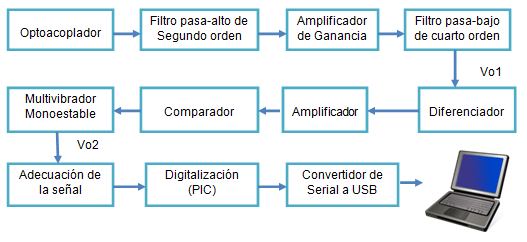 Optoacoplador
Filtro pasa-alto de
Segundo orden
Amplificador
de Ganancia
Filtro pasa-bajo
de cuarto orden
Vo1
Diferenciador
Amplificador
Comparador
Multivibrador
Monoestable
Vo2
Adecuación de
la señal
Digitalización
(PIC)
Convertidor de
Serial a USB